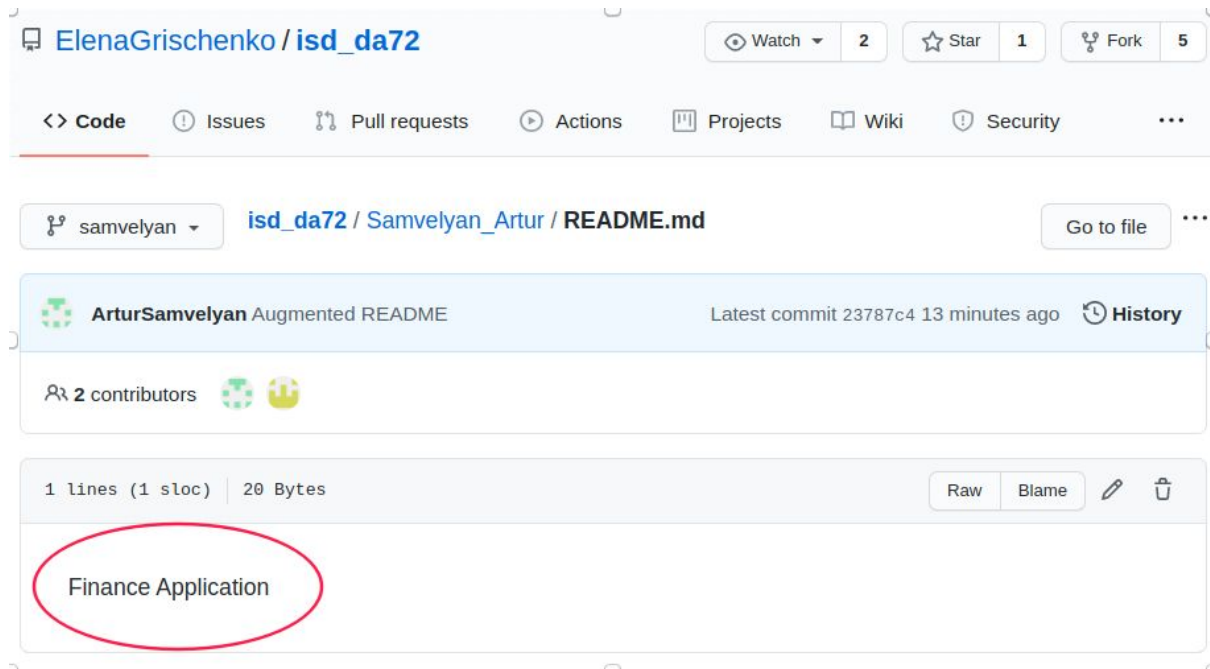 ElenaGrischenko / isd_da72 Watch 2 Star 1 Fork 5
<> Code Issues Pull requests Actions Projects Wiki Security ...
samvelyan isd_da72 / Samvelyan_Artur / README.md Go to file ...
ArturSamvelyan Augmented README Latest commit 23787c4 13 minutes ago History
2 contributors
1 lines (1 sloc) 20 Bytes Raw Blame
Finance Application